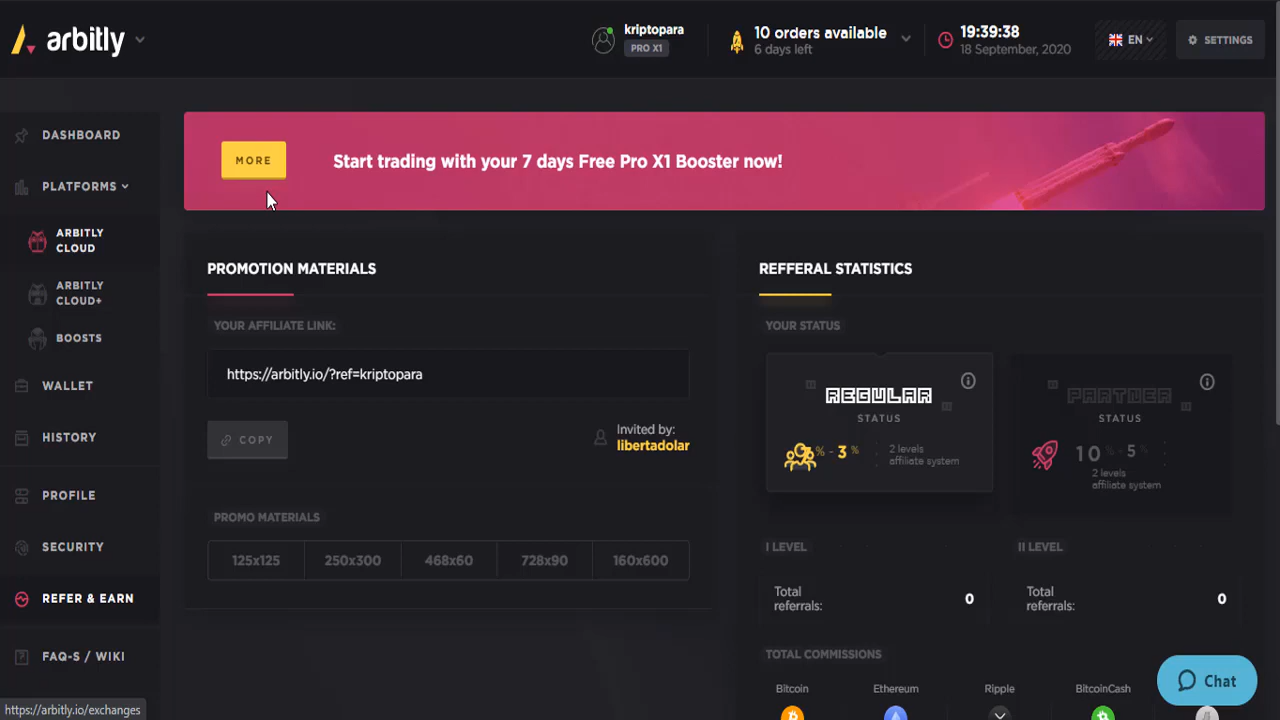 arbitly
kriptopara
PRO X1
10 orders available
6 days left
19:39:38
18 September, 2020
EN
SETTINGS
DASHBOARD
PLATFORMS
ARBITLY
CLOUD
ARBITLY
CLOUD+
BOOSTS
WALLET
HISTORY
PROFILE
SECURITY
REFER & EARN
FAQ-S / WIKI
https://arbitly.io/exchanges
MORE
Start trading with your 7 days Free Pro X1 Booster now!
PROMOTION MATERIALS
YOUR AFFILIATE LINK:
https://arbitly.io/?ref=kriptopara
COPY
Invited by:
libertadolar
PROMO MATERIALS
125x125 250x300 468x60 728x90 160x600
REFFERAL STATISTICS
YOUR STATUS
REGULAR
STATUS
% - 3 %
2 levels
affiliate system
PARTNER
STATUS
10 % - 5 %
2 levels
affiliate system
I LEVEL
Total
referrals:
0
II LEVEL
Total
referrals:
0
TOTAL COMMISSIONS
Bitcoin Ethereum Ripple BitcoinCash
Chat